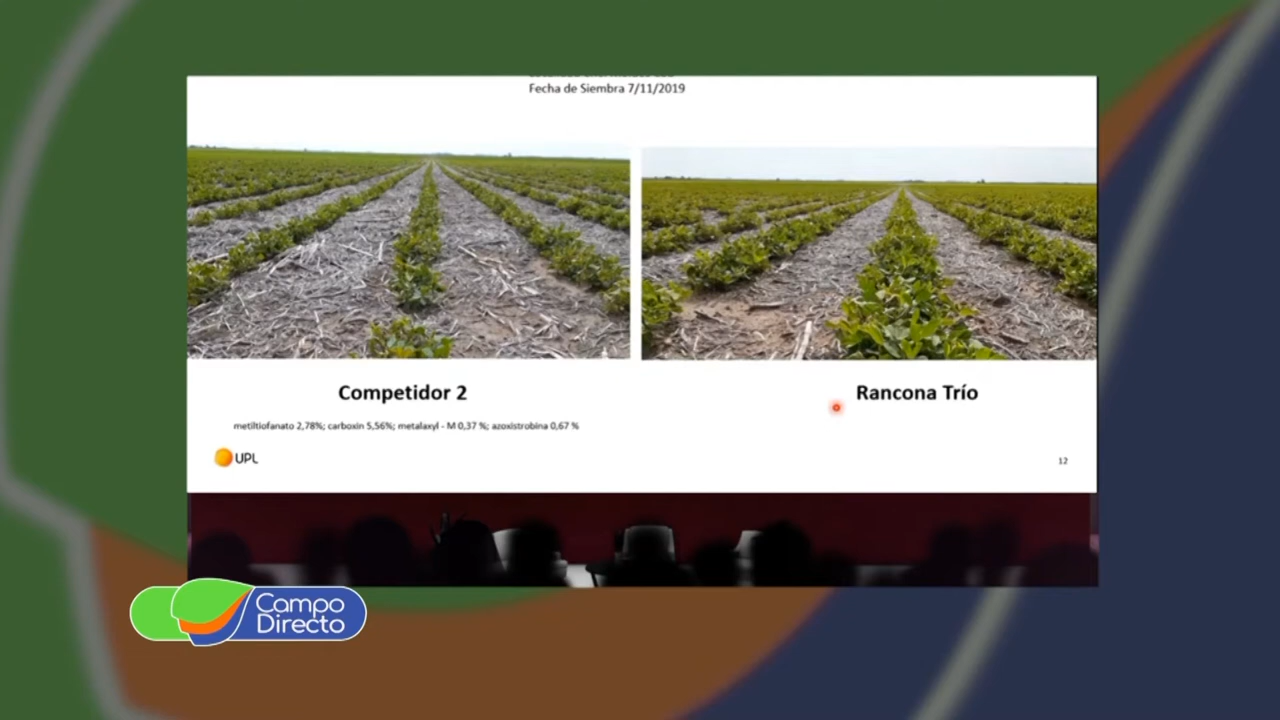 Fecha de Siembra 7/11/2019
Competidor 2
Rancona Trío
metiltiofanato 2,78%; carboxin 5,56%; metalaxyl - M 0,37 %; azoxistrobina 0,67 %
UPL
12
Campo
Directo